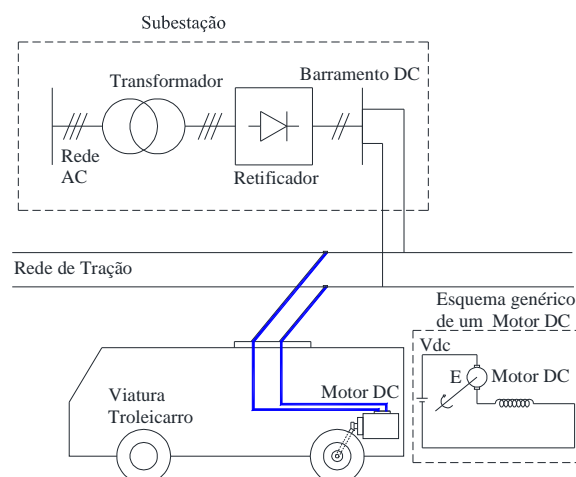 Subestação
Transformador
Barramento DC
Rede
AC
Retificador
Rede de Tração
Esquema genérico
de um Motor DC
Vdc
E
Motor DC
Motor DC
Viatura
Troleicarro